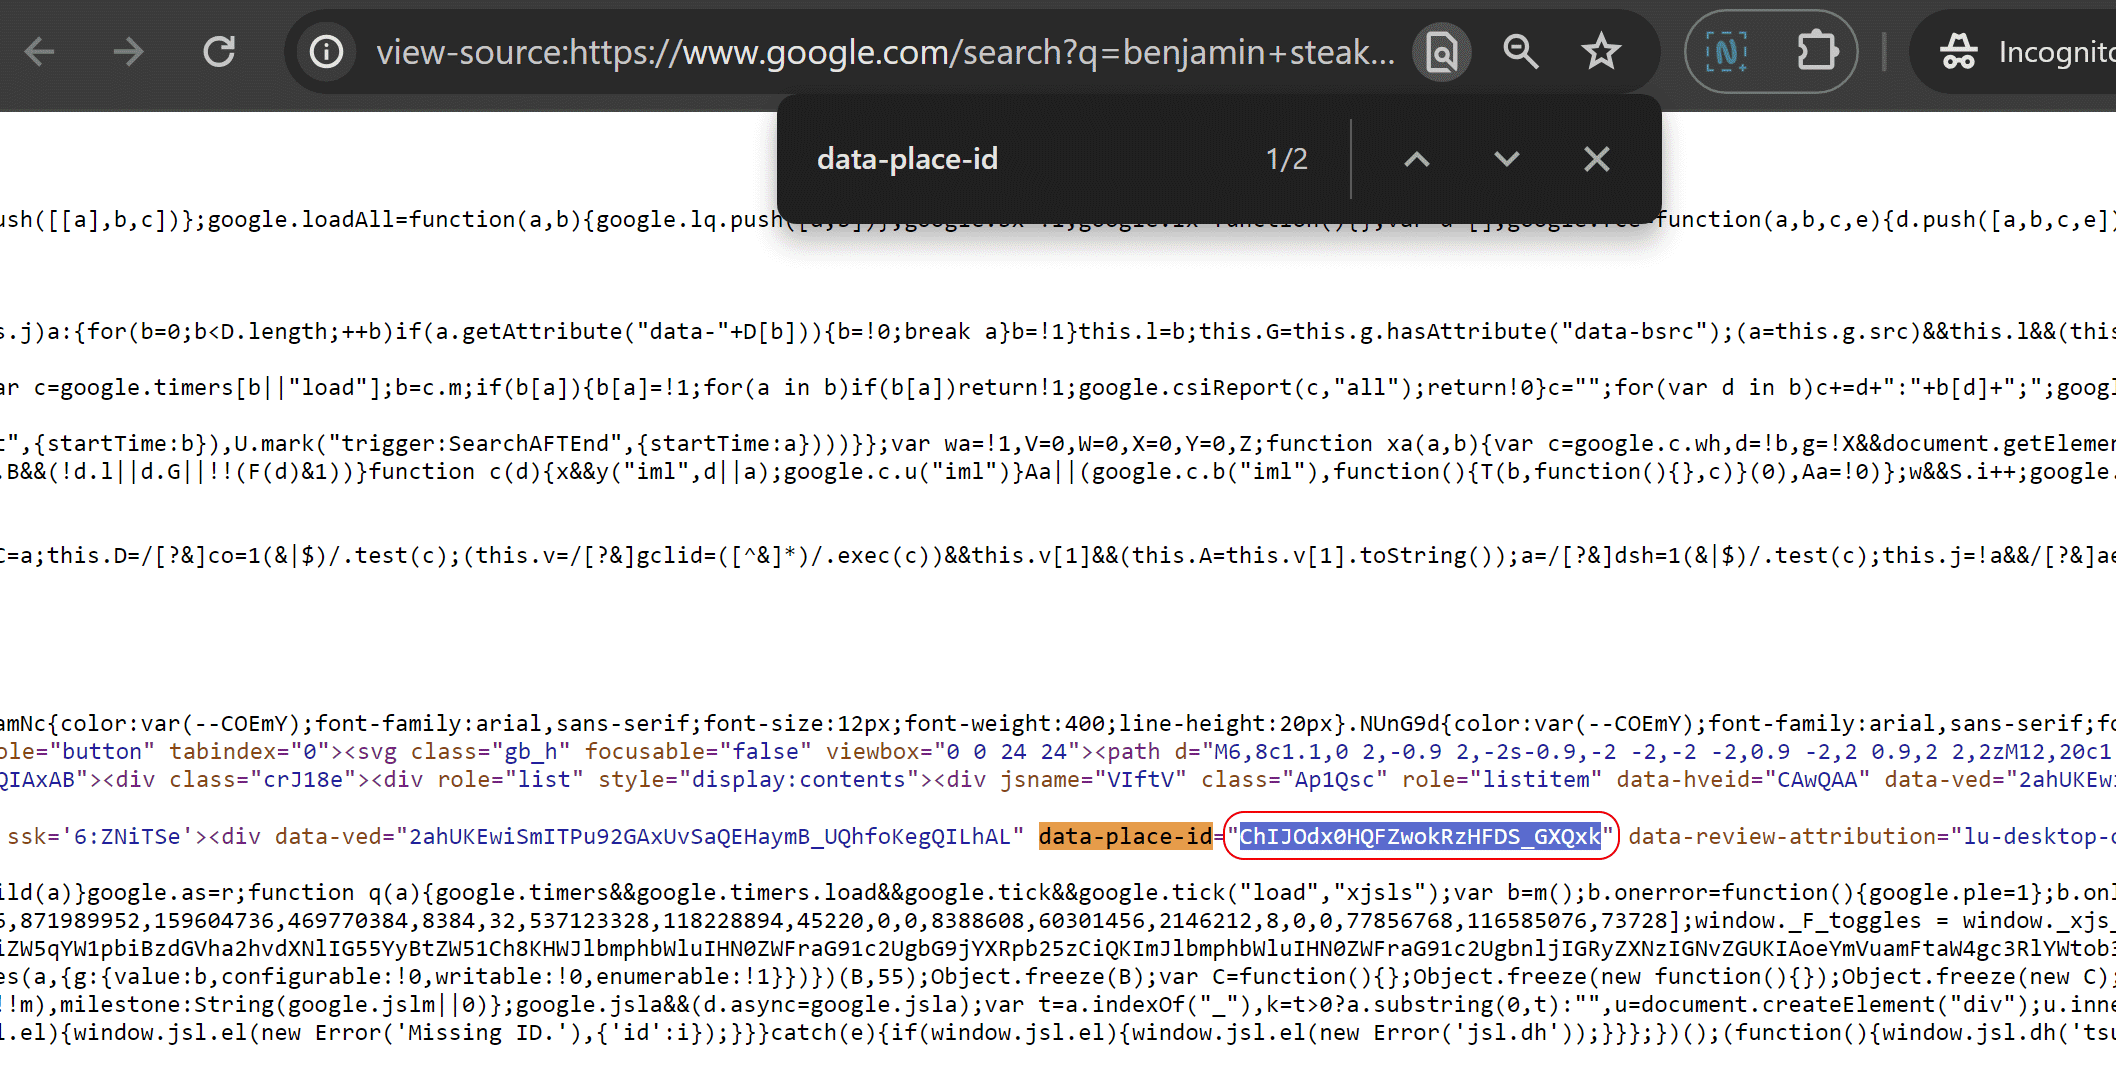 view-source:https://www.google.com/search?q=benjamin+steak...
Incognito
data-place-id 1/2
ush([[a],b,c])};google.loadAll=function(a,b){google.lq.push([a,b])};google.bx=!1;google.lx=function(){};var d=[];google.fce=function(a,b,c,e){d.push([a,b,c,e])
s.j)a:{for(b=0;b<D.length;++b)if(a.getAttribute("data-"+D[b])){b=!0;break a}b=!1}this.l=b;this.G=this.g.hasAttribute("data-bsrc");(a=this.g.src)&&this.l&&(this
ar c=google.timers[b||"load"];b=c.m;if(b[a]){b[a]=!1;for(a in b)if(b[a])return!1;google.csiReport(c,"all");return!0}c="";for(var d in b)c+=d+":"+b[d]+";";googl
t",{startTime:b}),U.mark("trigger:SearchAFTEnd",{startTime:a})))}};var wa=!1,V=0,W=0,X=0,Y=0,Z;function xa(a,b){var c=google.c.wh,d=!b,g=!X&&document.getElemen
.B&&(!d.l||d.G||!!(F(d)&1))}function c(d){x&&y("iml",d||a);google.c.u("iml")}Aa||(google.c.b("iml"),function(){T(b,function(){},c)}(0),Aa=!0)};w&&S.i++;google.
C=a;this.D=/[?&]co=1(&|$)/.test(c);(this.v=/[?&]gclid=([^&]*)/.exec(c))&&this.v[1]&&(this.A=this.v[1].toString());a=/[?&]dsh=1(&|$)/.test(c);this.j=!a&&/[?&]ae
amNc{color:var(--COEmY);font-family:arial,sans-serif;font-size:12px;font-weight:400;line-height:20px}.NUnG9d{color:var(--COEmY);font-family:arial,sans-serif;fo
ole="button" tabindex="0"><svg class="gb_h" focusable="false" viewbox="0 0 24 24"><path d="M6,8c1.1,0 2,-0.9 2,-2s-0.9,-2 -2,-2 -2,0.9 -2,2 0.9,2 2,2zM12,20c1
QIAxAB"><div class="crJ18e"><div role="list" style="display:contents"><div jsname="VIftV" class="Ap1Qsc" role="listitem" data-hveid="CAwQAA" data-ved="2ahUKEwi
ssk='6:ZNiTSe'><div data-ved="2ahUKEwiSmITPu92GAxUvSaQEHaymB_UQhfoKegQILhAL" data-place-id="ChIJOdx0HQFZwokRzHFDS_GXQxk" data-review-attribution="lu-desktop-c
ild(a)}google.as=r;function q(a){google.timers&&google.timers.load&&google.tick&&google.tick("load","xjsls");var b=m();b.onerror=function(){google.ple=1};b.onl
5,871989952,159604736,469770384,8384,32,537123328,118228894,45220,0,0,8388608,60301456,2146212,8,0,0,77856768,116585076,73728];window._F_toggles = window._xjs_
iZW5qYW1pbiBzdGVha2hvdXNlIG55YyBtZW51Ch8KHWJlbmphbWluIHN0ZWFraG91c2UgbG9jYXRpb25zCiQKImJlbmphbWluIHN0ZWFraG91c2UgbnljIGRyZXNzIGNvZGUKIAoeYmVuamFtaW4gc3RlYWtob3
es(a,{g:{value:b,configurable:!0,writable:!0,enumerable:!1}})})(B,55);Object.freeze(B);var C=function(){};Object.freeze(new function(){});Object.freeze(new C);
!!m),milestone:String(google.jslm||0)};google.jsla&&(d.async=google.jsla);var t=a.indexOf("_"),k=t>0?a.substring(0,t):"",u=document.createElement("div");u.inne
l.el){window.jsl.el(new Error('Missing ID.'),{'id':i});}}}catch(e){if(window.jsl.el){window.jsl.el(new Error('jsl.dh'));}}};})();(function(){window.jsl.dh('tsu